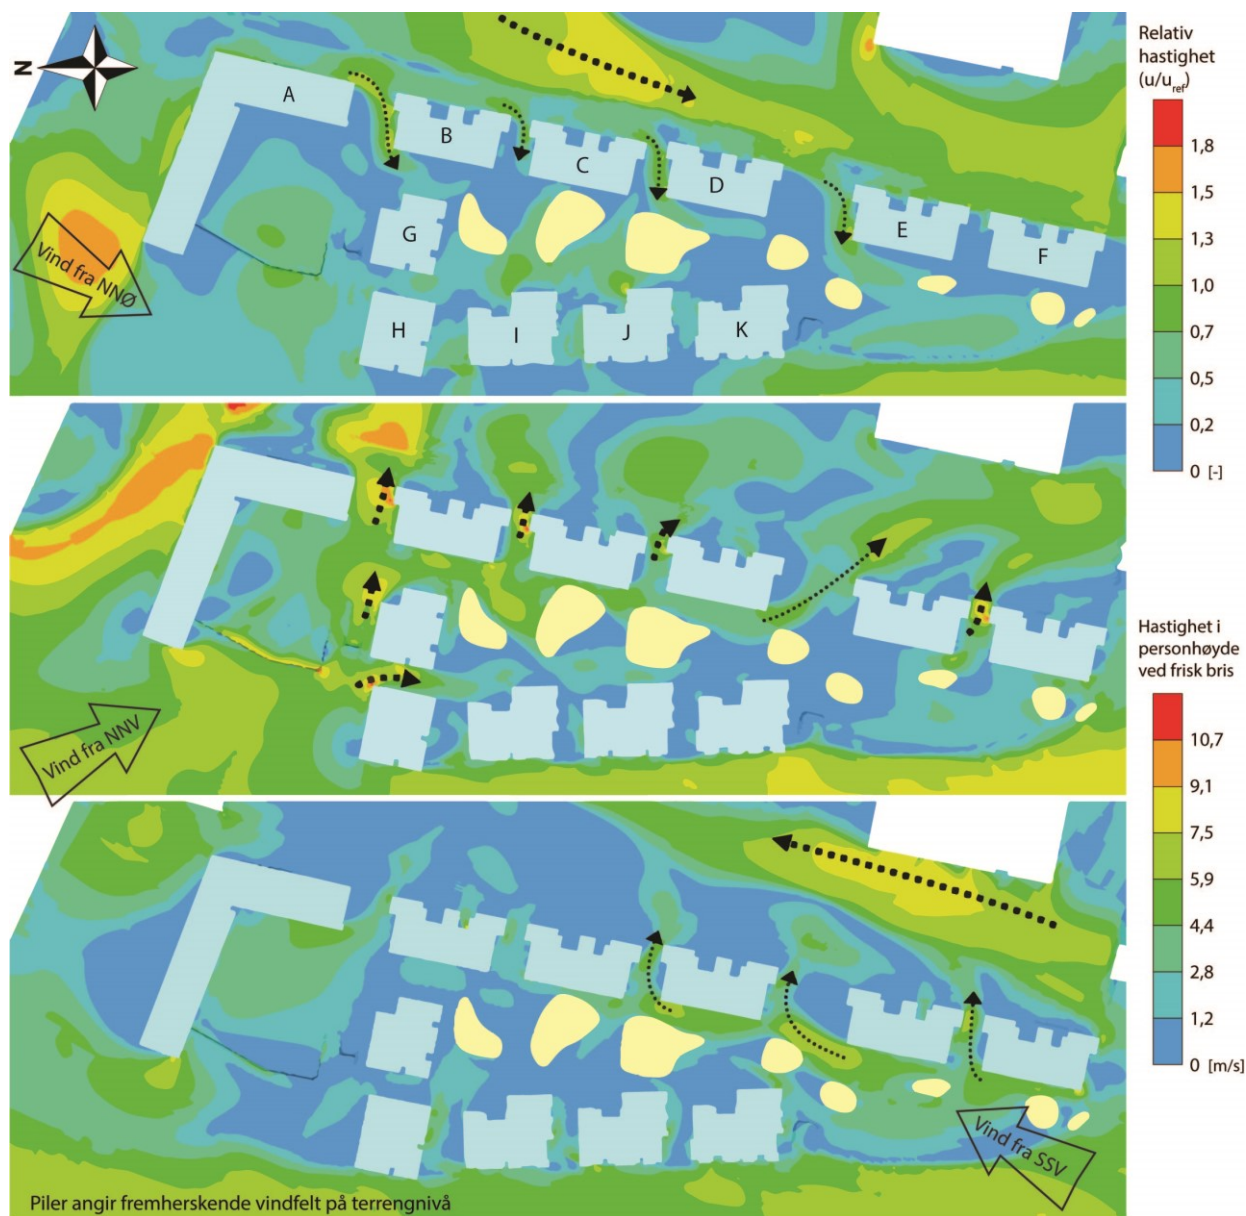 N
A
B
C
D
E
F
G
H
I
J
K
Vind fra NNØ
Relativ
hastighet
(u/uref)
1,8
1,5
1,3
1,0
0,7
0,5
0,2
0 [-]
Vind fra NNV
Hastighet i
personhøyde
ved frisk bris
10,7
9,1
7,5
5,9
4,4
2,8
1,2
0 [m/s]
Vind fra SSV
Piler angir fremherskende vindfelt på terrengnivå